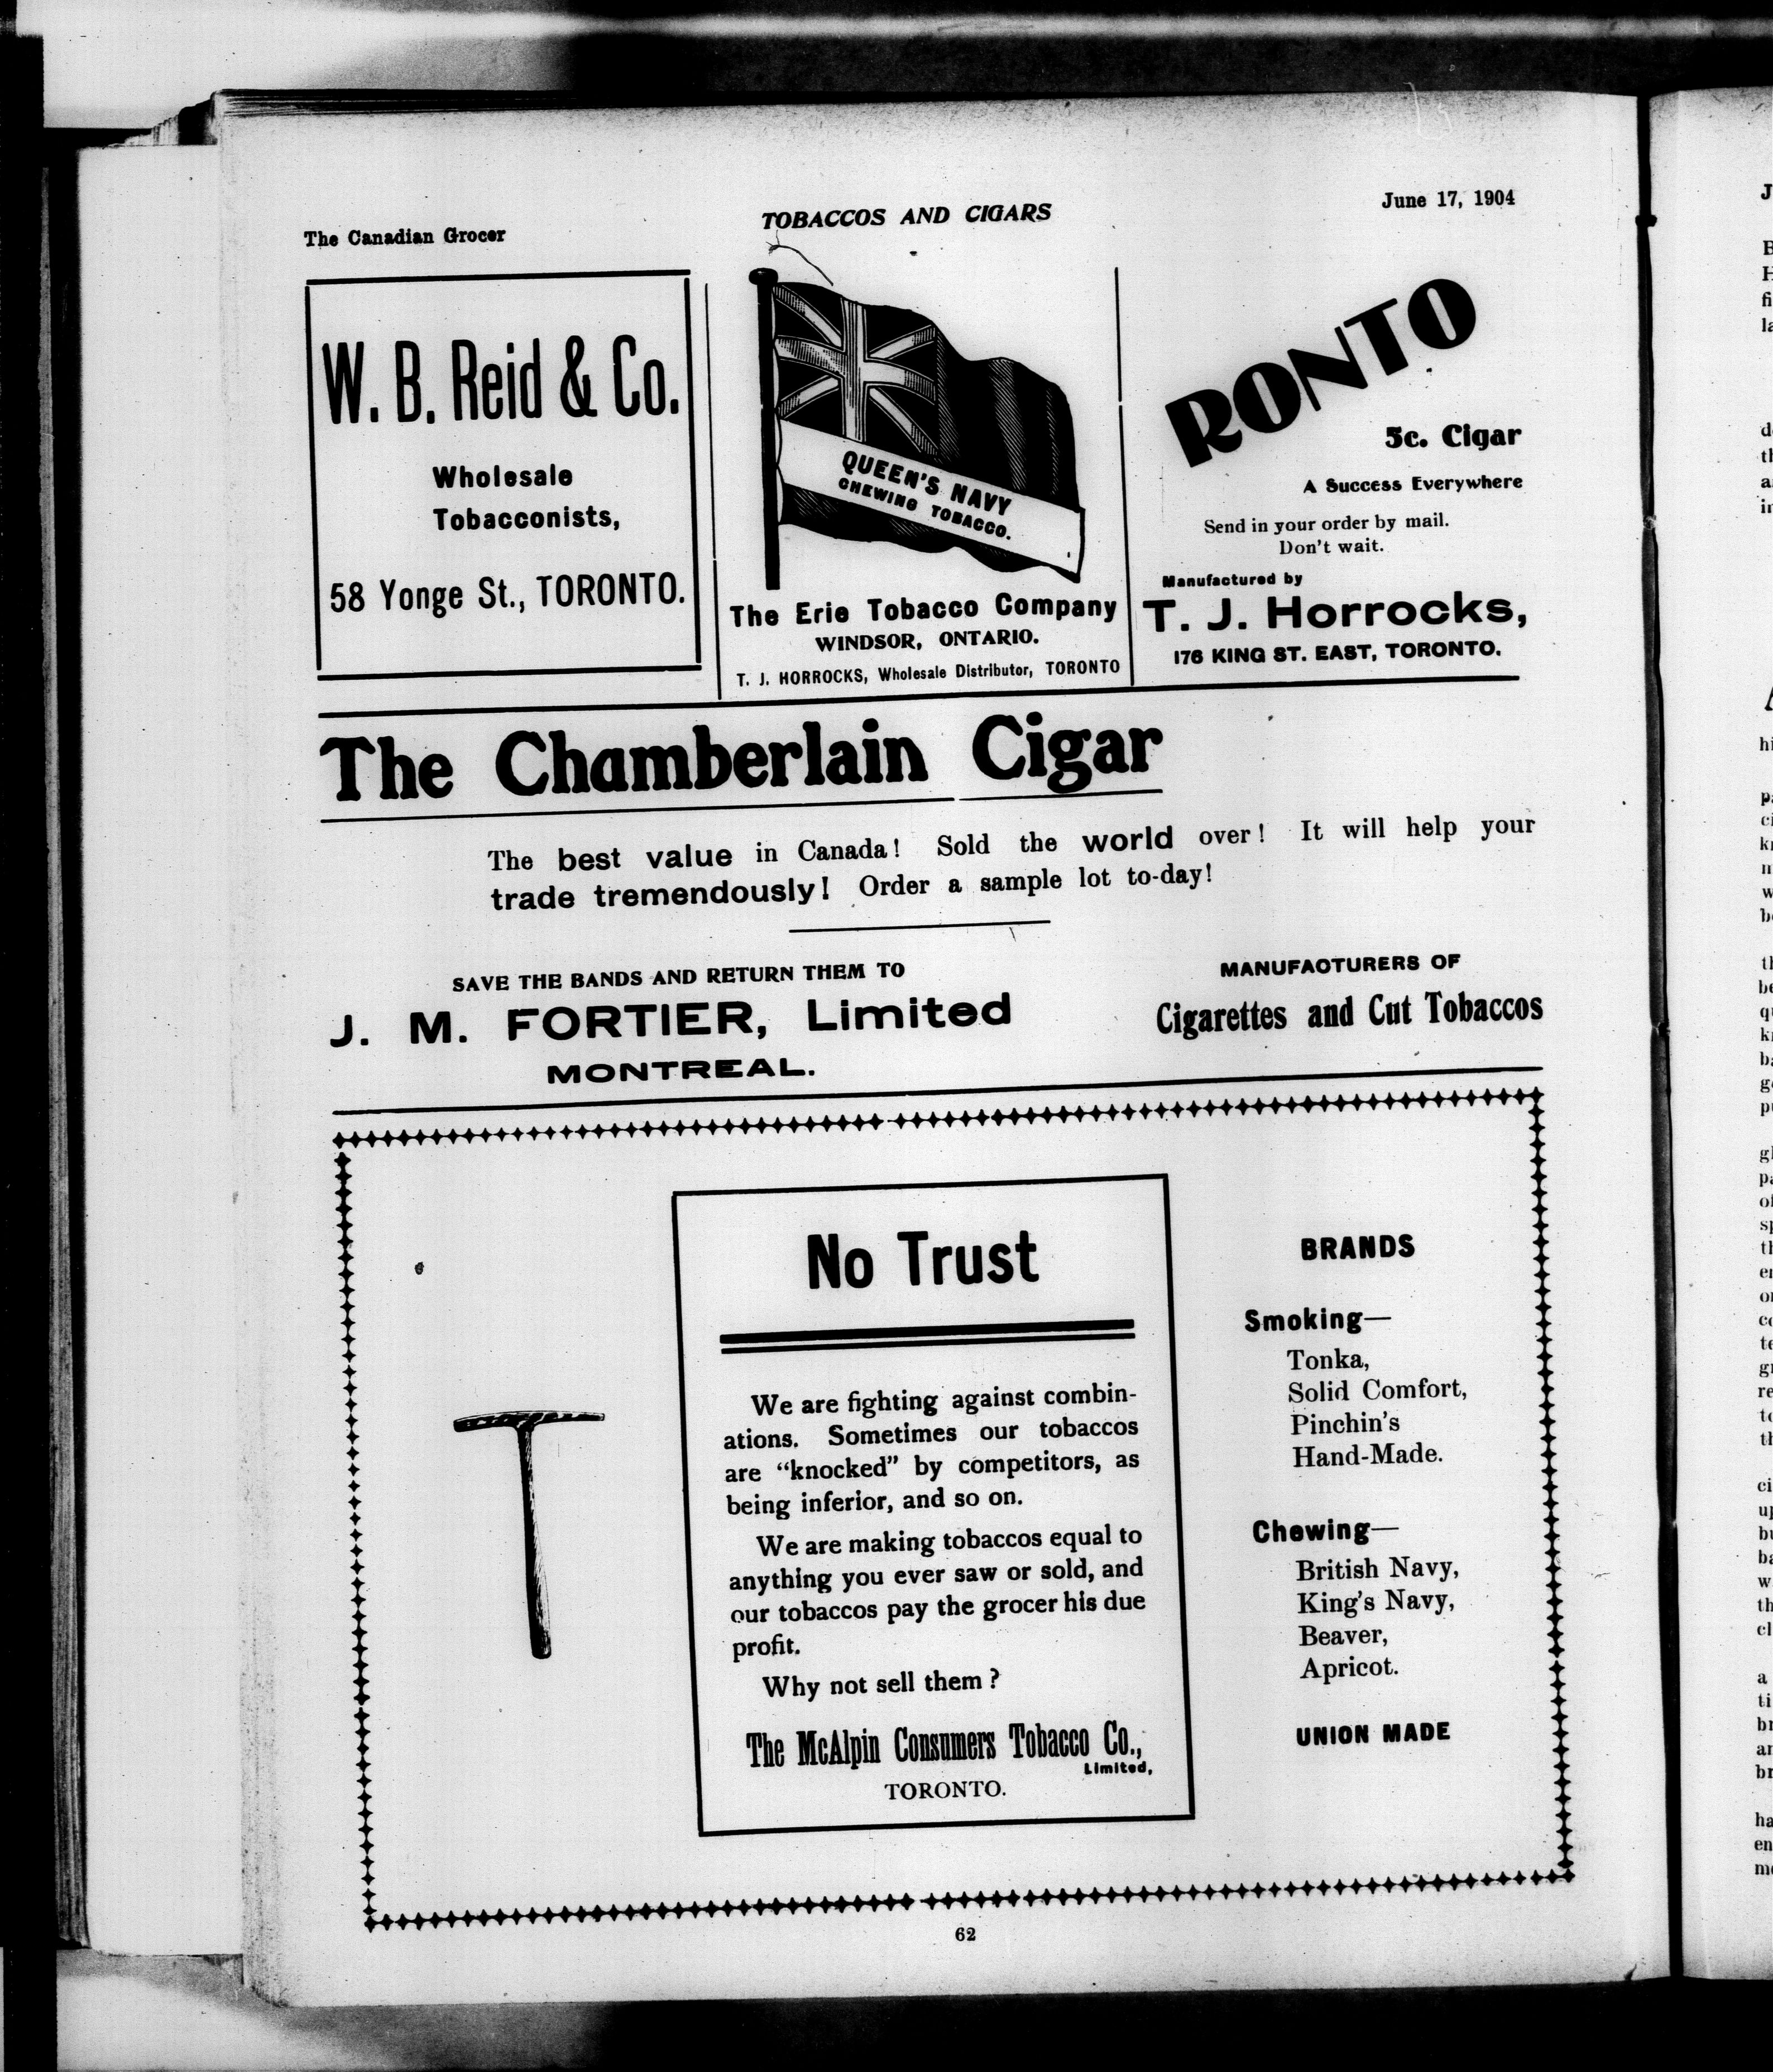 The Canadian Grocer
TOBACCOS AND CIGARS
June 17, 1904
W. B. Reid & Co.
Wholesale
Tobacconists,
58 Yonge St., TORONTO.
QUEEN'S NAVY
CHEWING TOBACCO.
The Erie Tobacco Company
WINDSOR, ONTARIO.
T. J. HORROCKS, Wholesale Distributor, TORONTO
RONTO
5c. Cigar
A Success Everywhere
Send in your order by mail.
Don't wait.
Manufactured by
T. J. Horrocks,
176 KING ST. EAST, TORONTO.
The Chamberlain Cigar
The best value in Canada! Sold the world over! It will help your
trade tremendously! Order a sample lot to-day!
SAVE THE BANDS AND RETURN THEM TO
J. M. FORTIER, Limited
MONTREAL.
MANUFACTURERS OF
Cigarettes and Cut Tobaccos
No Trust
We are fighting against combin-
ations. Sometimes our tobaccos
are "knocked" by competitors, as
being inferior, and so on.
We are making tobaccos equal to
anything you ever saw or sold, and
our tobaccos pay the grocer his due
profit.
Why not sell them?
The McAlpin Consumers Tobacco Co.,
Limited,
TORONTO.
BRANDS
Smoking—
Tonka,
Solid Comfort,
Pinchin's
Hand-Made.
Chewing—
British Navy,
King's Navy,
Beaver,
Apricot.
UNION MADE
62